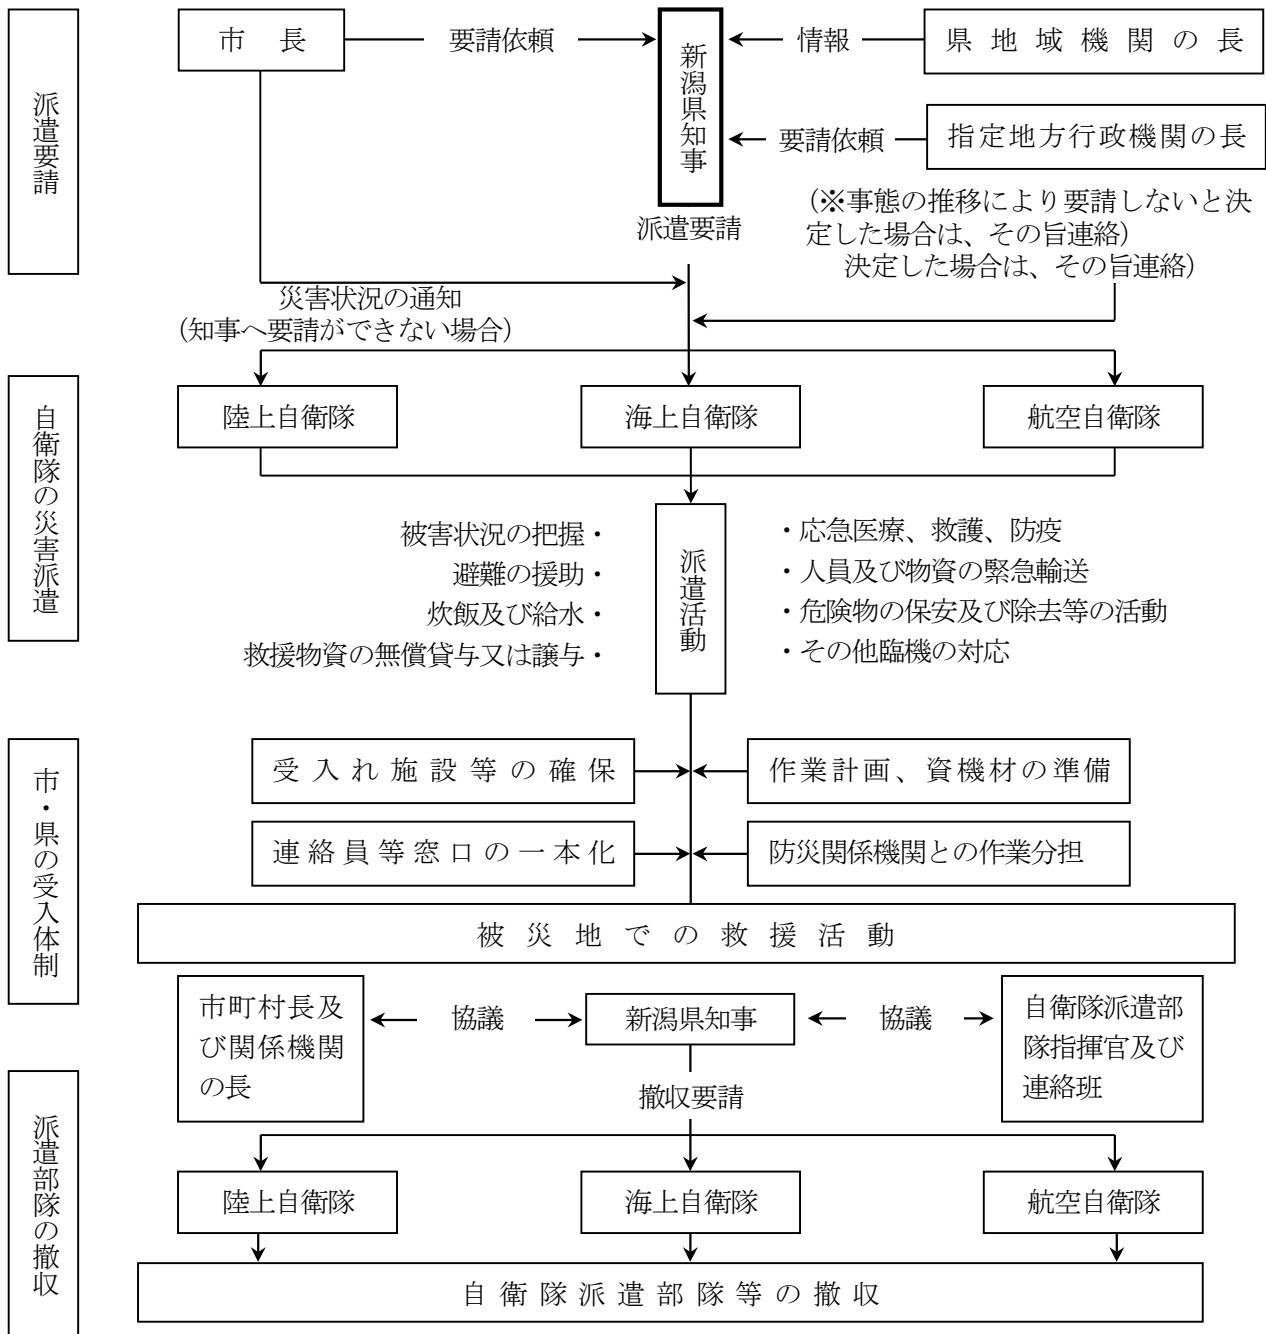 派遣要請
市　長
要請依頼
新潟県知事
情報
県地域機関の長
要請依頼
指定地方行政機関の長
派遣要請
（※事態の推移により要請しないと決
定した場合は、その旨連絡）
決定した場合は、その旨連絡）
災害状況の通知
（知事へ要請ができない場合）
自衛隊の災害派遣
陸上自衛隊
海上自衛隊
航空自衛隊
被害状況の把握・
避難の援助・
炊飯及び給水・
救援物資の無償貸与又は譲与・
派遣活動
・応急医療、救護、防疫
・人員及び物資の緊急輸送
・危険物の保安及び除去等の活動
・その他臨機の対応
市・県の受入体制
受入れ施設等の確保
作業計画、資機材の準備
連絡員等窓口の一本化
防災関係機関との作業分担
被災地での救援活動
市町村長及
び関係機関
の長
協議
新潟県知事
協議
自衛隊派遣部
隊指揮官及び
連絡班
撤収要請
派遣部隊の撤収
陸上自衛隊
海上自衛隊
航空自衛隊
自衛隊派遣部隊等の撤収